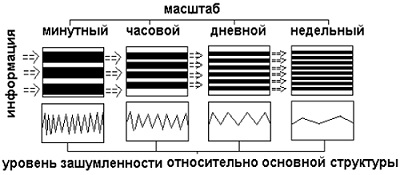 масштаб
минутный часовой дневной недельный
информация
уровень зашумленности относительно основной структуры